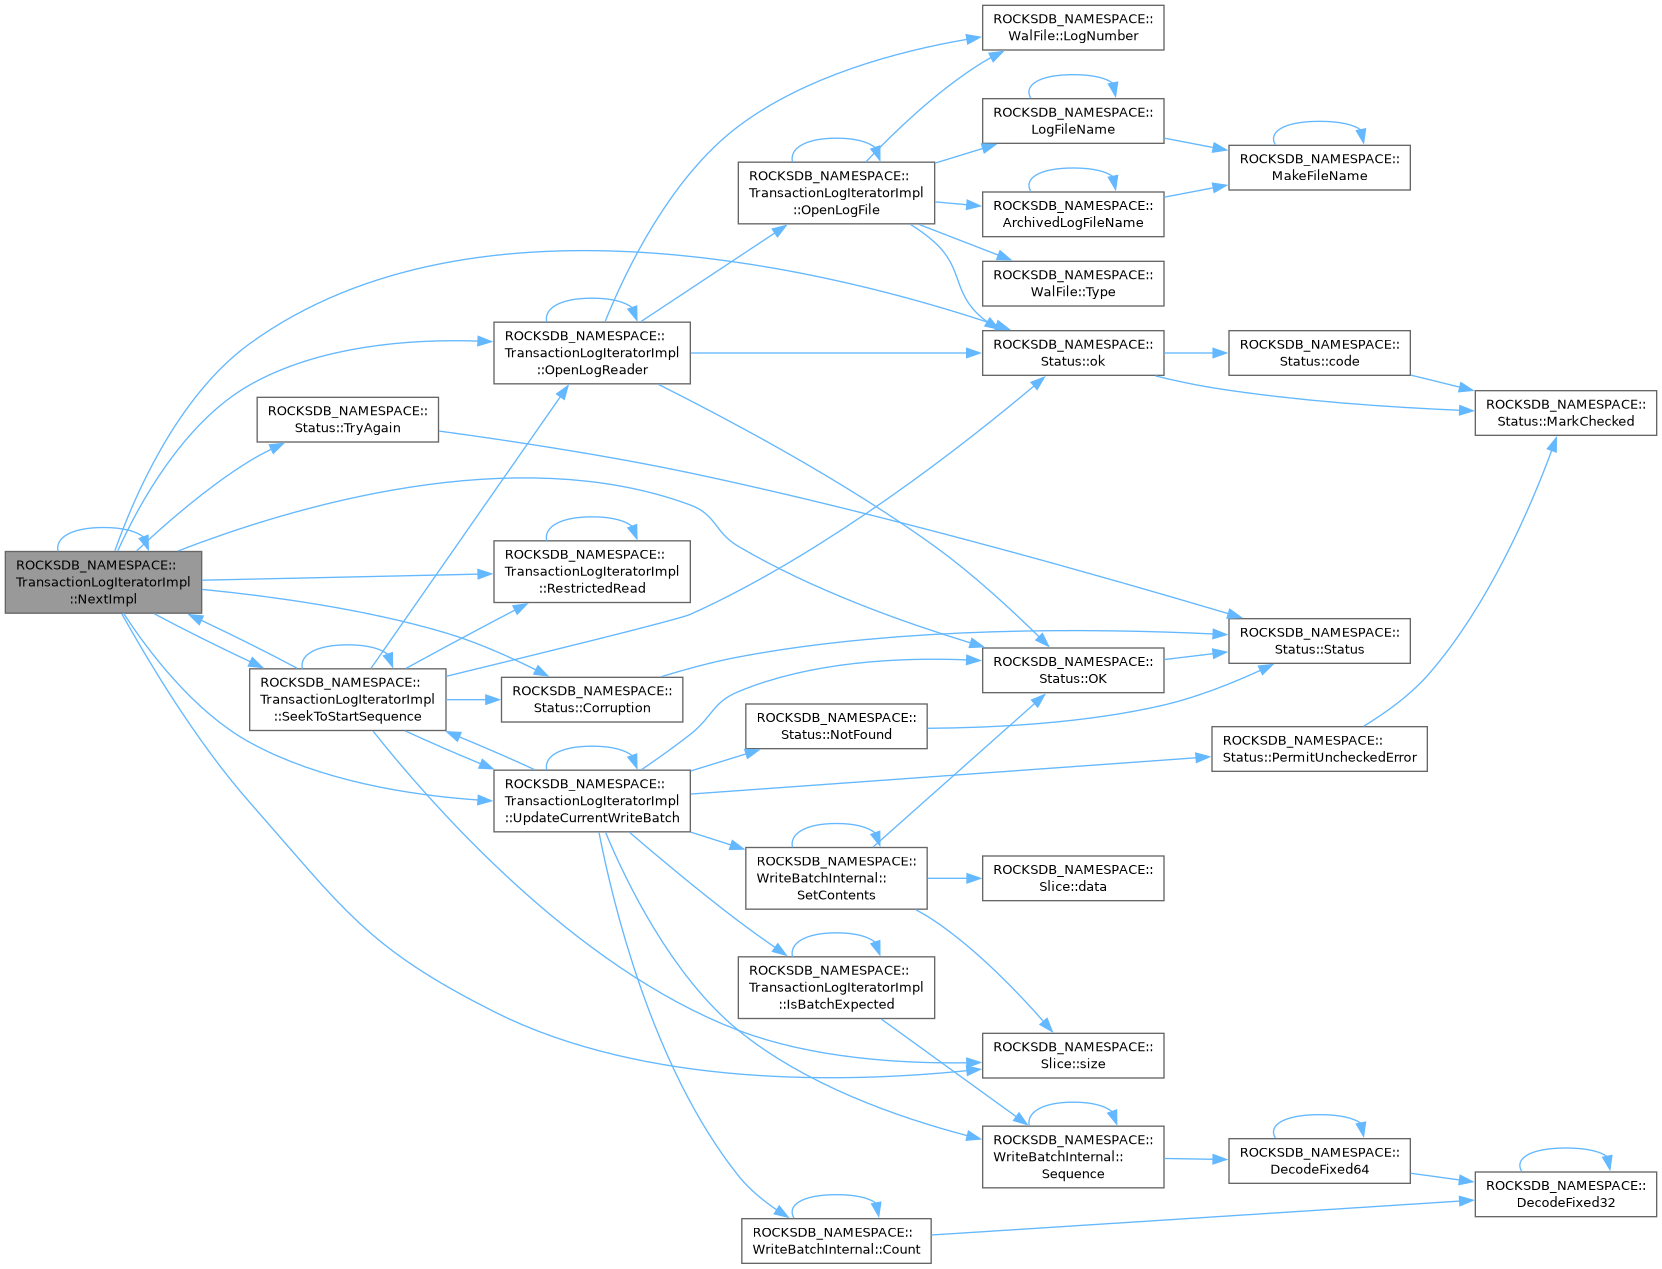 ROCKSDB_NAMESPACE::
TransactionLogIteratorImpl
::NextImpl
ROCKSDB_NAMESPACE::
Status::TryAgain
ROCKSDB_NAMESPACE::
TransactionLogIteratorImpl
::SeekToStartSequence
ROCKSDB_NAMESPACE::
TransactionLogIteratorImpl
::OpenLogReader
ROCKSDB_NAMESPACE::
TransactionLogIteratorImpl
::RestrictedRead
ROCKSDB_NAMESPACE::
Status::Corruption
ROCKSDB_NAMESPACE::
TransactionLogIteratorImpl
::UpdateCurrentWriteBatch
ROCKSDB_NAMESPACE::
TransactionLogIteratorImpl
::OpenLogFile
ROCKSDB_NAMESPACE::
Status::NotFound
ROCKSDB_NAMESPACE::
WriteBatchInternal::
SetContents
ROCKSDB_NAMESPACE::
TransactionLogIteratorImpl
::IsBatchExpected
ROCKSDB_NAMESPACE::
WriteBatchInternal::Count
ROCKSDB_NAMESPACE::
WalFile::LogNumber
ROCKSDB_NAMESPACE::
LogFileName
ROCKSDB_NAMESPACE::
ArchivedLogFileName
ROCKSDB_NAMESPACE::
WalFile::Type
ROCKSDB_NAMESPACE::
Status::ok
ROCKSDB_NAMESPACE::
Status::OK
ROCKSDB_NAMESPACE::
Slice::data
ROCKSDB_NAMESPACE::
Slice::size
ROCKSDB_NAMESPACE::
WriteBatchInternal::
Sequence
ROCKSDB_NAMESPACE::
MakeFileName
ROCKSDB_NAMESPACE::
Status::code
ROCKSDB_NAMESPACE::
Status::Status
ROCKSDB_NAMESPACE::
Status::PermitUncheckedError
ROCKSDB_NAMESPACE::
DecodeFixed64
ROCKSDB_NAMESPACE::
Status::MarkChecked
ROCKSDB_NAMESPACE::
DecodeFixed32